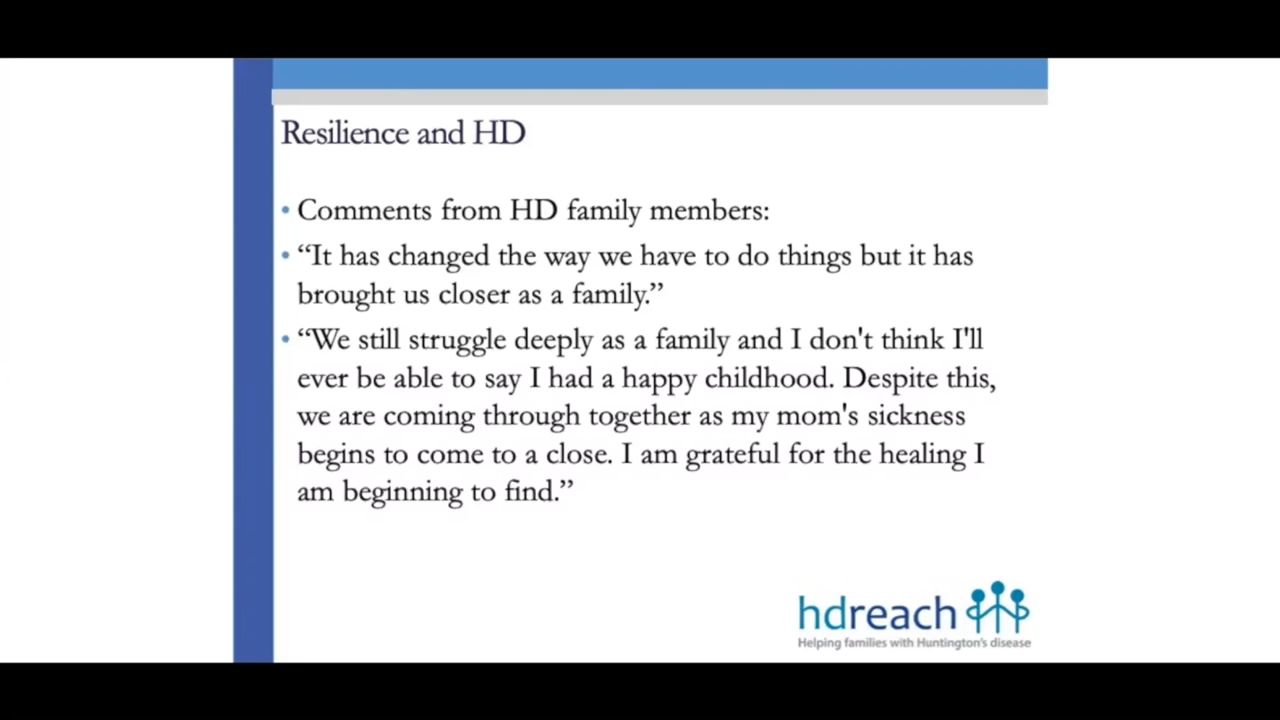 Resilience and HD
• Comments from HD family members:
• “It has changed the way we have to do things but it has
brought us closer as a family.”
• “We still struggle deeply as a family and I don't think I'll
ever be able to say I had a happy childhood. Despite this,
we are coming through together as my mom's sickness
begins to come to a close. I am grateful for the healing I
am beginning to find.”
hdreach
Helping families with Huntington's disease